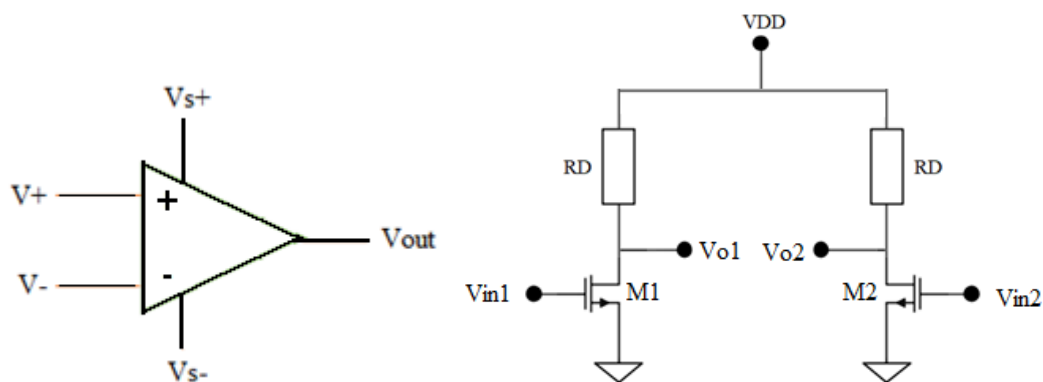 Vs+
V+
+
Vout
V-
-
Vs-
VDD
RD
RD
Vo1
Vo2
Vin1
M1
M2
Vin2